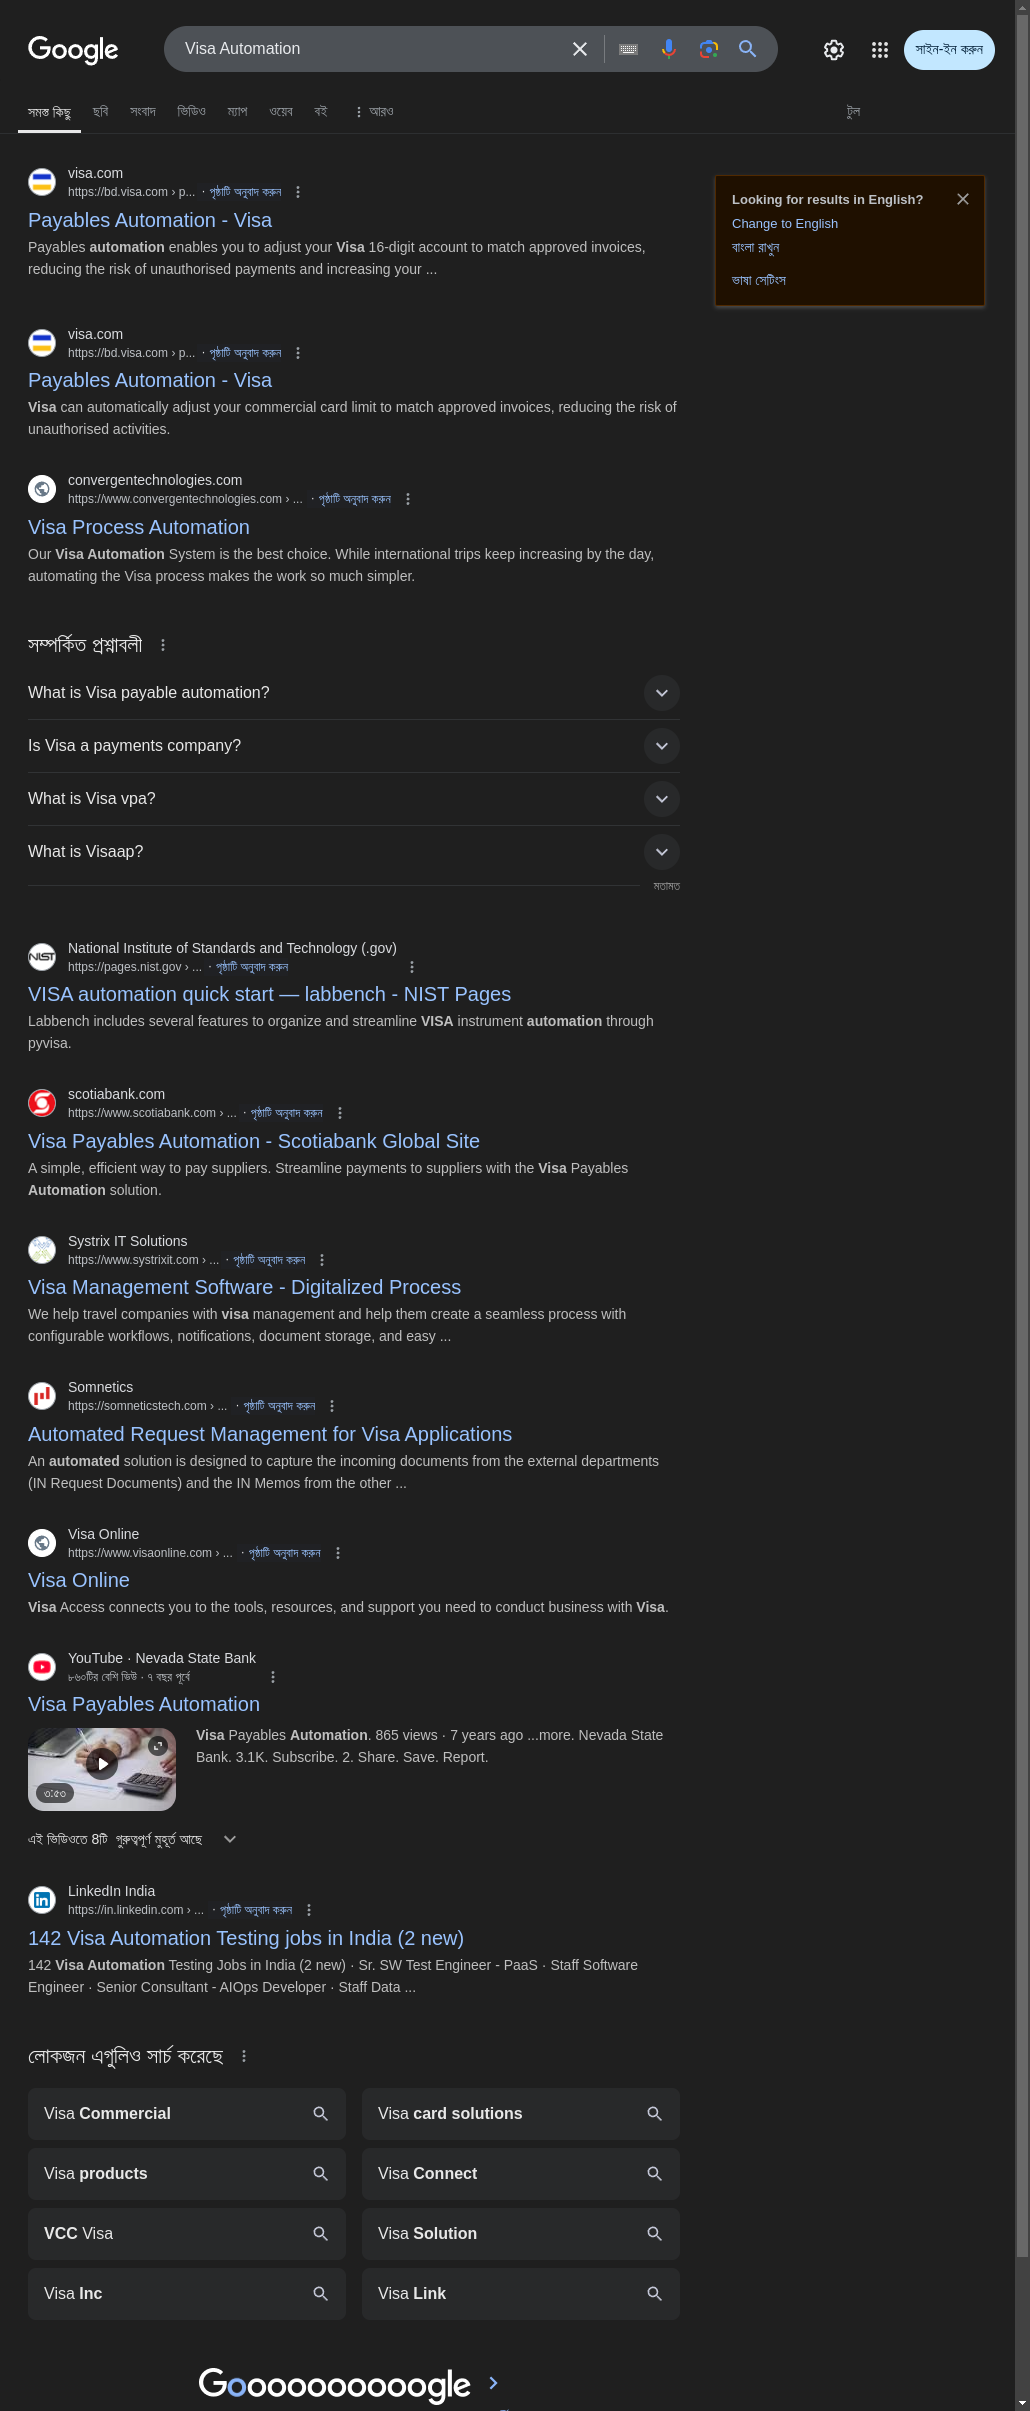 Google
Visa Automation
সাইন-ইন করুন
সমস্ত কিছু
ছবি
সংবাদ
ভিডিও
ম্যাপ
ওয়েব
বই
আরও
টুল
visa.com
https://bd.visa.com › p... · পৃষ্ঠাটি অনুবাদ করুন
Payables Automation - Visa
Payables automation enables you to adjust your Visa 16-digit account to match approved invoices,
reducing the risk of unauthorised payments and increasing your ...
Looking for results in English?
Change to English
বাংলা রাখুন
ভাষা সেটিংস
visa.com
https://bd.visa.com › p... · পৃষ্ঠাটি অনুবাদ করুন
Payables Automation - Visa
Visa can automatically adjust your commercial card limit to match approved invoices, reducing the risk of
unauthorised activities.
convergentechnologies.com
https://www.convergentechnologies.com › ... · পৃষ্ঠাটি অনুবাদ করুন
Visa Process Automation
Our Visa Automation System is the best choice. While international trips keep increasing by the day,
automating the Visa process makes the work so much simpler.
সম্পর্কিত প্রশ্নাবলী
What is Visa payable automation?
Is Visa a payments company?
What is Visa vpa?
What is Visaap?
মতামত
NIST
National Institute of Standards and Technology (.gov)
https://pages.nist.gov › ... · পৃষ্ঠাটি অনুবাদ করুন
VISA automation quick start — labbench - NIST Pages
Labbench includes several features to organize and streamline VISA instrument automation through
pyvisa.
scotiabank.com
https://www.scotiabank.com › ... · পৃষ্ঠাটি অনুবাদ করুন
Visa Payables Automation - Scotiabank Global Site
A simple, efficient way to pay suppliers. Streamline payments to suppliers with the Visa Payables
Automation solution.
Systrix IT Solutions
https://www.systrixit.com › ... · পৃষ্ঠাটি অনুবাদ করুন
Visa Management Software - Digitalized Process
We help travel companies with visa management and help them create a seamless process with
configurable workflows, notifications, document storage, and easy ...
Somnetics
https://somneticstech.com › ... · পৃষ্ঠাটি অনুবাদ করুন
Automated Request Management for Visa Applications
An automated solution is designed to capture the incoming documents from the external departments
(IN Request Documents) and the IN Memos from the other ...
Visa Online
https://www.visaonline.com › ... · পৃষ্ঠাটি অনুবাদ করুন
Visa Online
Visa Access connects you to the tools, resources, and support you need to conduct business with Visa.
YouTube · Nevada State Bank
৮৬০টির বেশি ভিউ · ৭ বছর পূর্বে
Visa Payables Automation
Visa Payables Automation. 865 views · 7 years ago ...more. Nevada State
Bank. 3.1K. Subscribe. 2. Share. Save. Report.
৩:৫৩
এই ভিডিওতে 8টি গুরুত্বপূর্ণ মুহূর্ত আছে
in
LinkedIn India
https://in.linkedin.com › ... · পৃষ্ঠাটি অনুবাদ করুন
142 Visa Automation Testing jobs in India (2 new)
142 Visa Automation Testing Jobs in India (2 new) · Sr. SW Test Engineer - PaaS · Staff Software
Engineer · Senior Consultant - AIOps Developer · Staff Data ...
লোকজন এগুলিও সার্চ করেছে
Visa Commercial
Visa card solutions
Visa products
Visa Connect
VCC Visa
Visa Solution
Visa Inc
Visa Link
Goooooooooogle